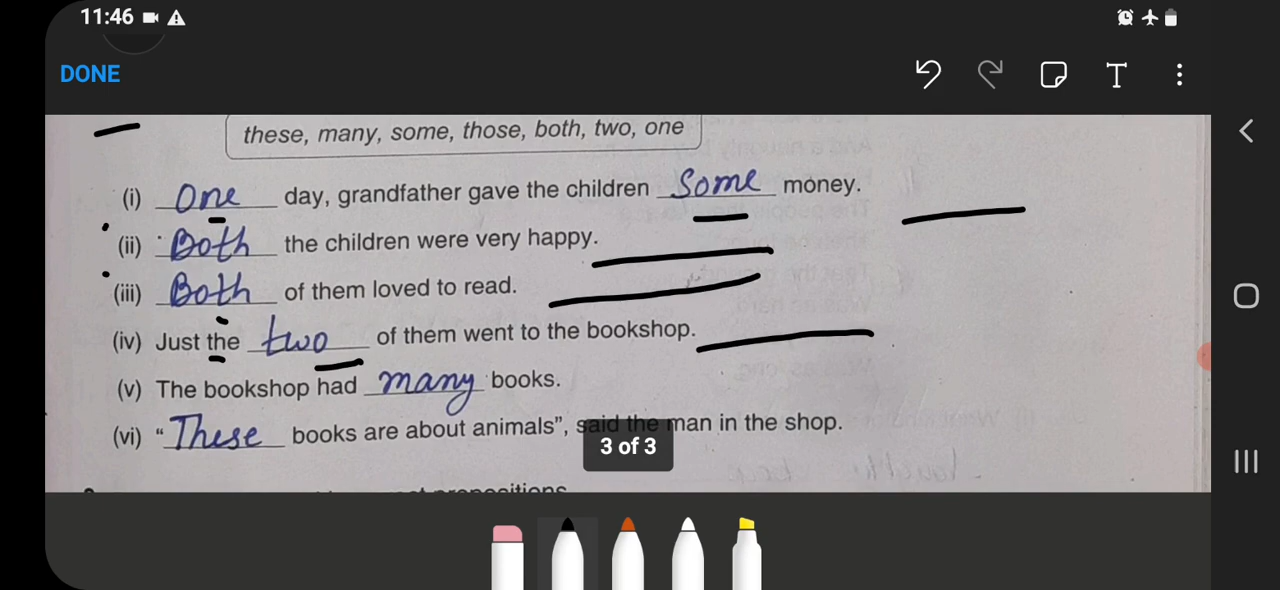 11:46
DONE
T
these, many, some, those, both, two, one
(i) One day, grandfather gave the children Some money.
(ii) Both the children were very happy.
(iii) Both of them loved to read.
(iv) Just the two of them went to the bookshop.
(v) The bookshop had many books.
(vi) "These books are about animals", said the man in the shop.
3 of 3